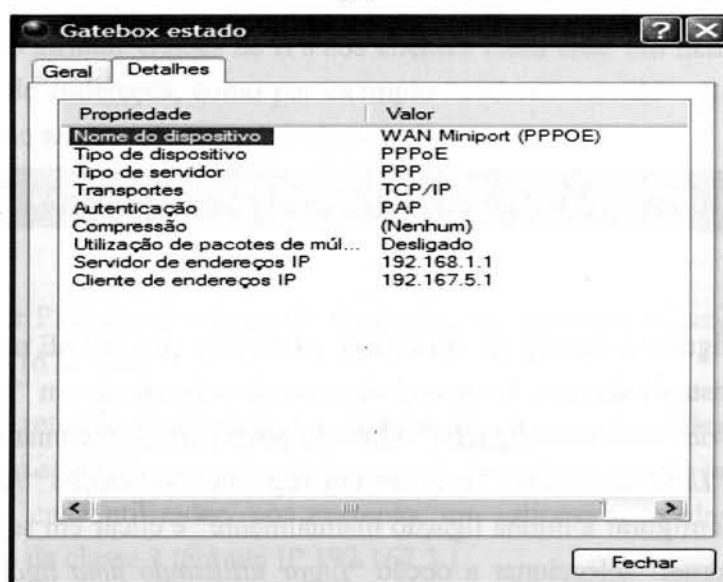 Gatebox estado
Geral Detalhes
Propriedade Valor
Nome do dispositivo WAN Miniport (PPPOE)
Tipo de dispositivo PPPoE
Tipo de servidor PPP
Transportes TCP/IP
Autenticação PAP
Compressão (Nenhum)
Utilização de pacotes de múl... Desligado
Servidor de endereços IP 192.168.1.1
Cliente de endereços IP 192.167.5.1
Fechar